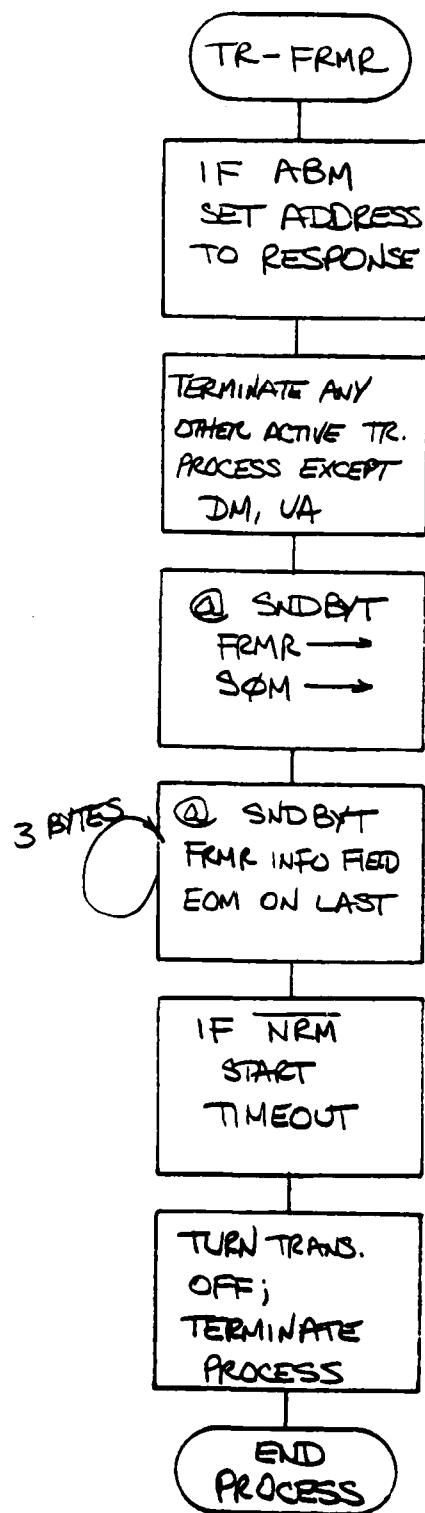 TR-FRMR
IF ABM
SET ADDRESS
TO RESPONSE
TERMINATE ANY
OTHER ACTIVE TR.
PROCESS EXCEPT
DM, UA
@ SNDBYT
FRMR →
SØM →
3 BYTES
@ SNDBYT
FRMR INFO FIED
EOM ON LAST
IF N̅R̅M̅
START
TIMEOUT
TURN TRANS.
OFF;
TERMINATE
PROCESS
END
PROCESS